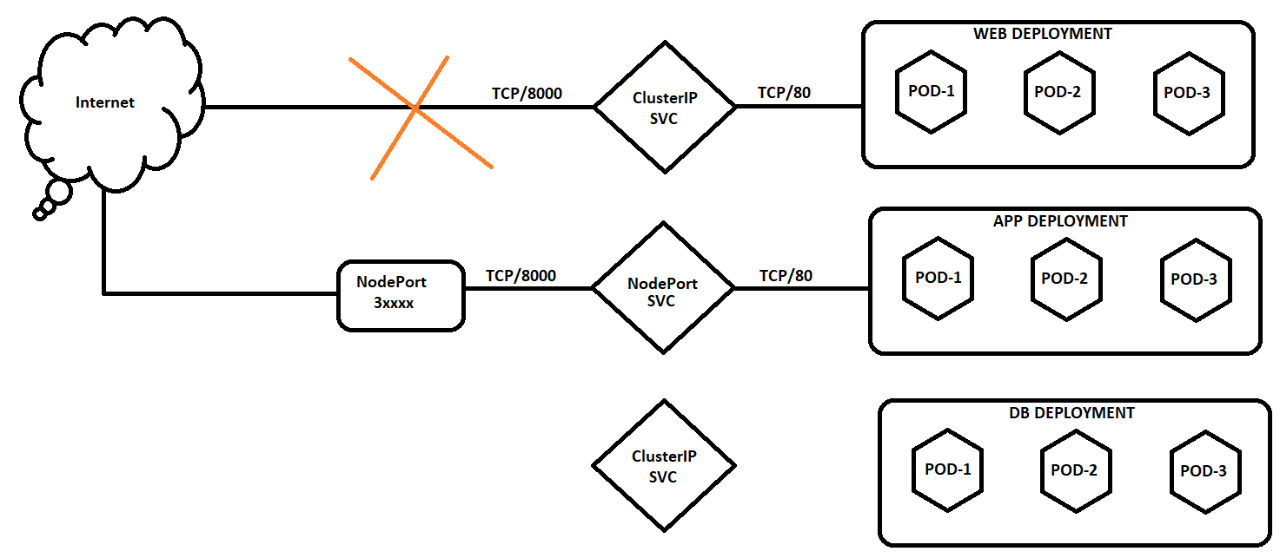 WEB DEPLOYMENT
Internet
TCP/8000
ClusterIP
SVC
TCP/80
POD-1
POD-2
POD-3
APP DEPLOYMENT
NodePort
3xxxx
TCP/8000
NodePort
SVC
TCP/80
POD-1
POD-2
POD-3
DB DEPLOYMENT
ClusterIP
SVC
POD-1
POD-2
POD-3